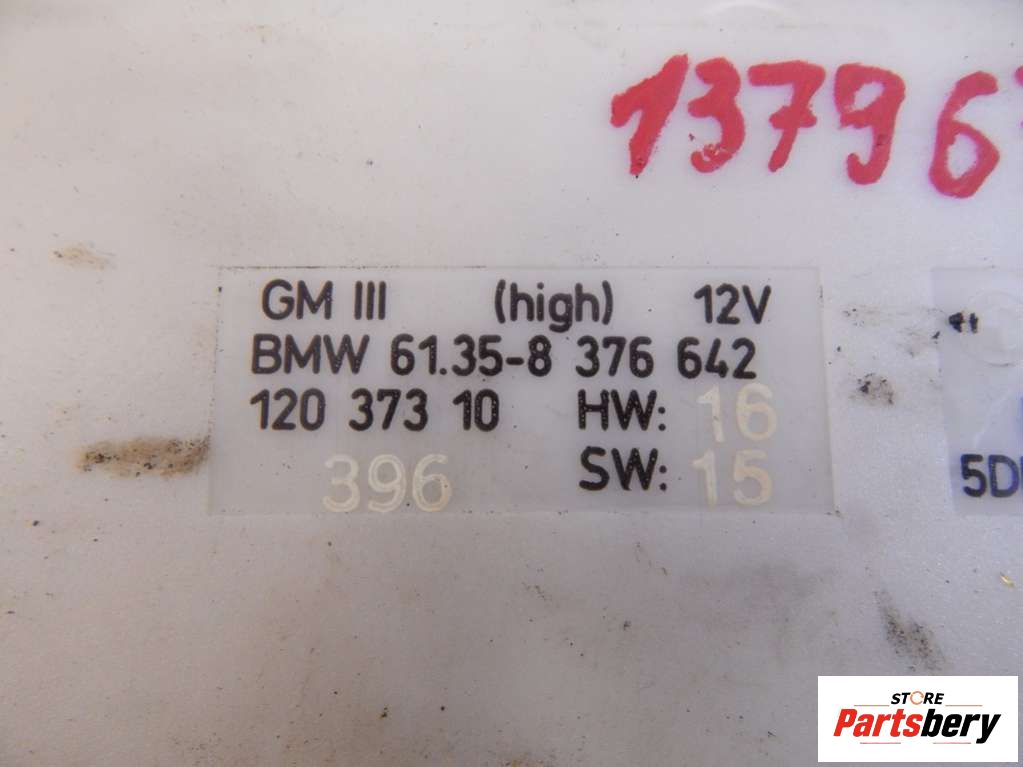 13796
GM III (high) 12V
BMW 61.35-8 376 642
120 373 10 HW: 16
396 SW: 15
5D
STORE
Partsbery